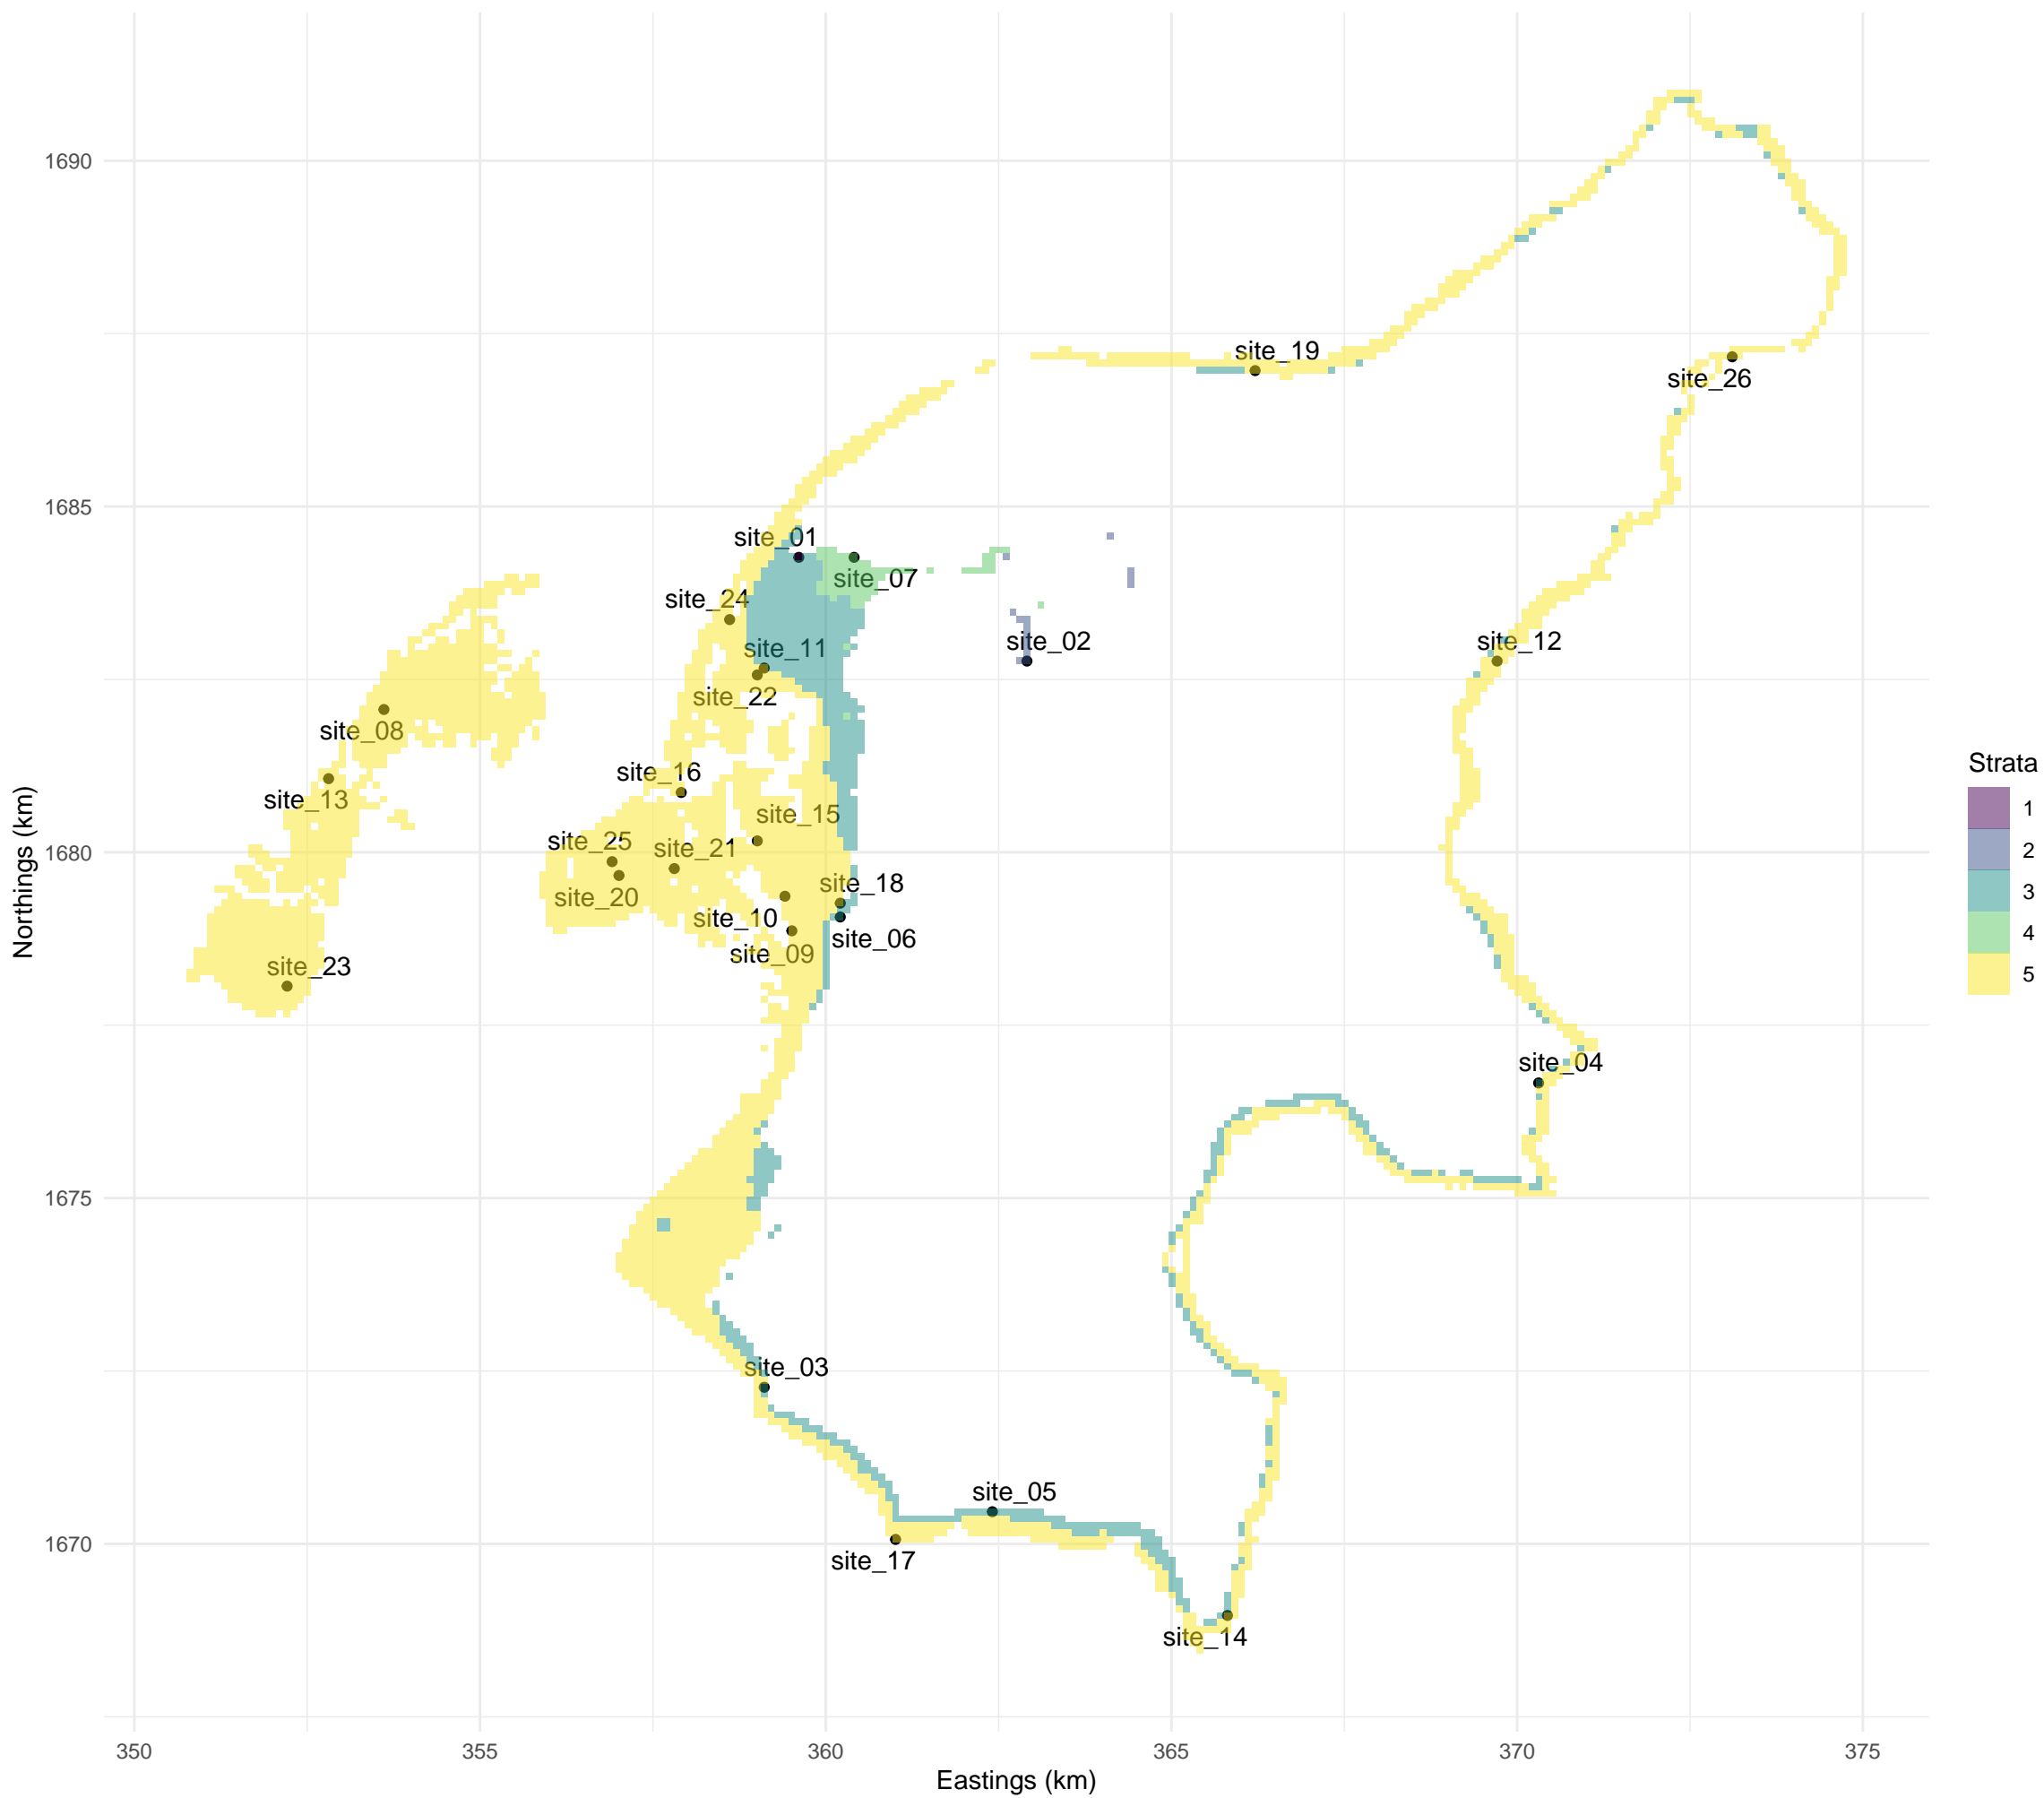 1690
1685
1680
1675
1670
Northings (km)
350
355
360
365
370
375
Eastings (km)
site_19
site_26
site_01
site_07
site_24
site_02
site_11
site_12
site_22
site_08
site_16
site_13
site_15
site_25
site_21
site_18
site_20
site_10
site_06
site_09
site_23
site_04
site_03
site_05
site_17
site_14
Strata
1
2
3
4
5